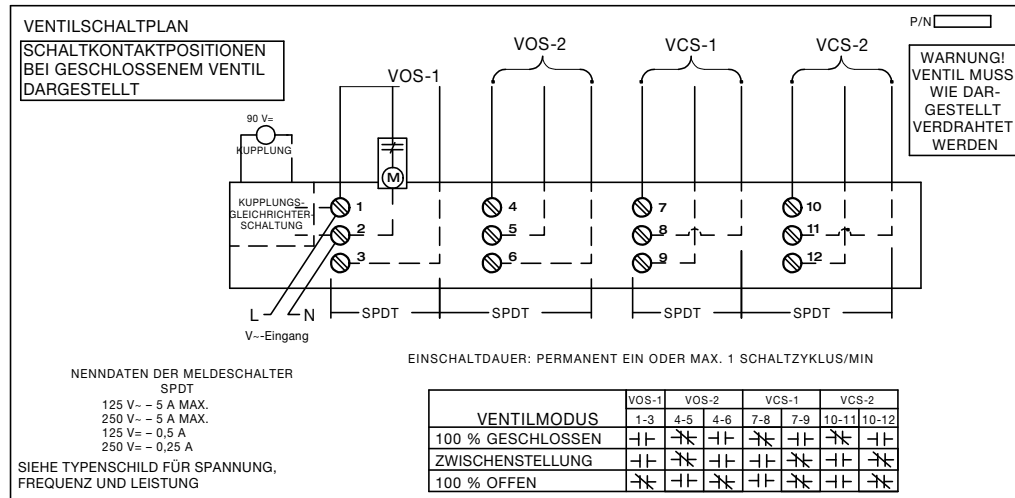 VENTILSCHALTPLAN
P/N
SCHALTKONTAKTPOSITIONEN
BEI GESCHLOSSENEM VENTIL
DARGESTELLT
WARNUNG!
VENTIL MUSS
WIE DAR-
GESTELLT
VERDRAHTET
WERDEN
VOS-1
VOS-2
VCS-1
VCS-2
90 V=
KUPPLUNG
M
KUPPLUNGS-
GLEICHRICHTER-
SCHALTUNG
1
2
3
4
5
6
7
8
9
10
11
12
L N
V~-Eingang
SPDT SPDT SPDT SPDT
EINSCHALTDAUER: PERMANENT EIN ODER MAX. 1 SCHALTZYKLUS/MIN
NENNDATEN DER MELDESCHALTER
SPDT
125 V~ – 5 A MAX.
250 V~ – 5 A MAX.
125 V= – 0,5 A
250 V= – 0,25 A
SIEHE TYPENSCHILD FÜR SPANNUNG,
FREQUENZ UND LEISTUNG
VOS-1 VOS-2 VCS-1 VCS-2
VENTILMODUS 1-3 4-5 4-6 7-8 7-9 10-11 10-12
100 % GESCHLOSSEN
ZWISCHENSTELLUNG
100 % OFFEN